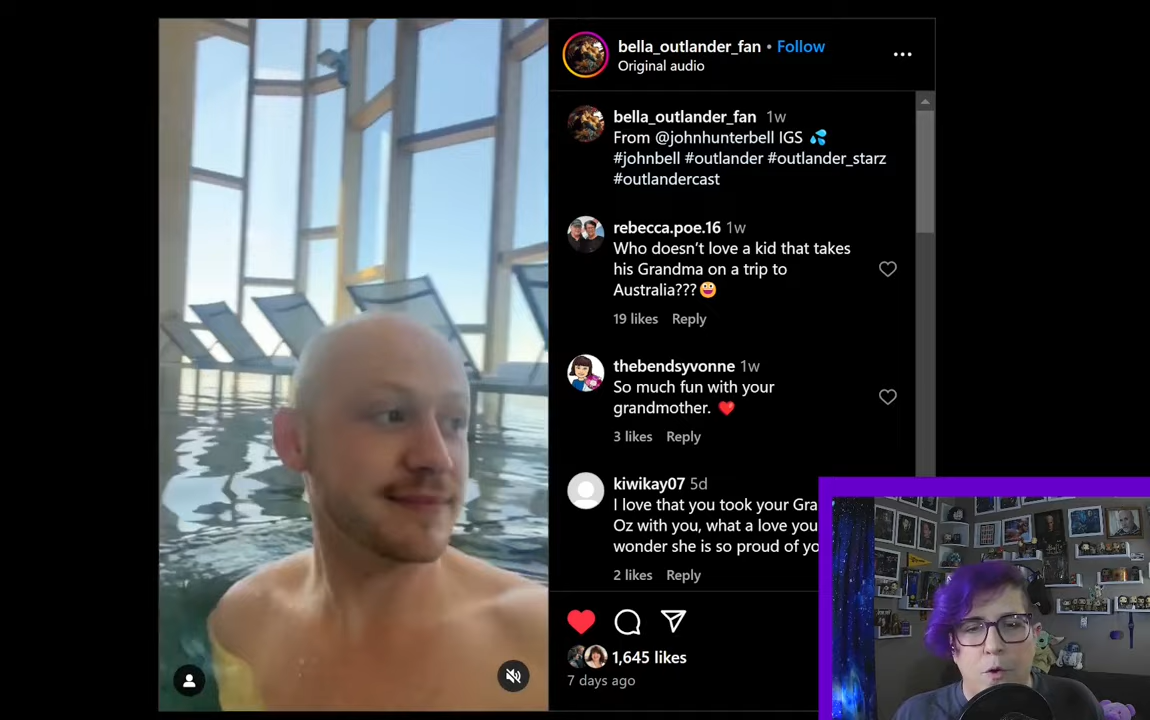 bella_outlander_fan • Follow
Original audio
bella_outlander_fan 1w
From @johnhunterbell IGS 💦
#johnbell #outlander #outlander_starz
#outlandercast
rebecca.poe.16 1w
Who doesn't love a kid that takes
his Grandma on a trip to
Australia???😀
19 likes Reply
thebendsyvonne 1w
So much fun with your
grandmother. ❤️
3 likes Reply
kiwikay07 5d
I love that you took your Gra
Oz with you, what a love you
wonder she is so proud of yo
2 likes Reply
1,645 likes
7 days ago